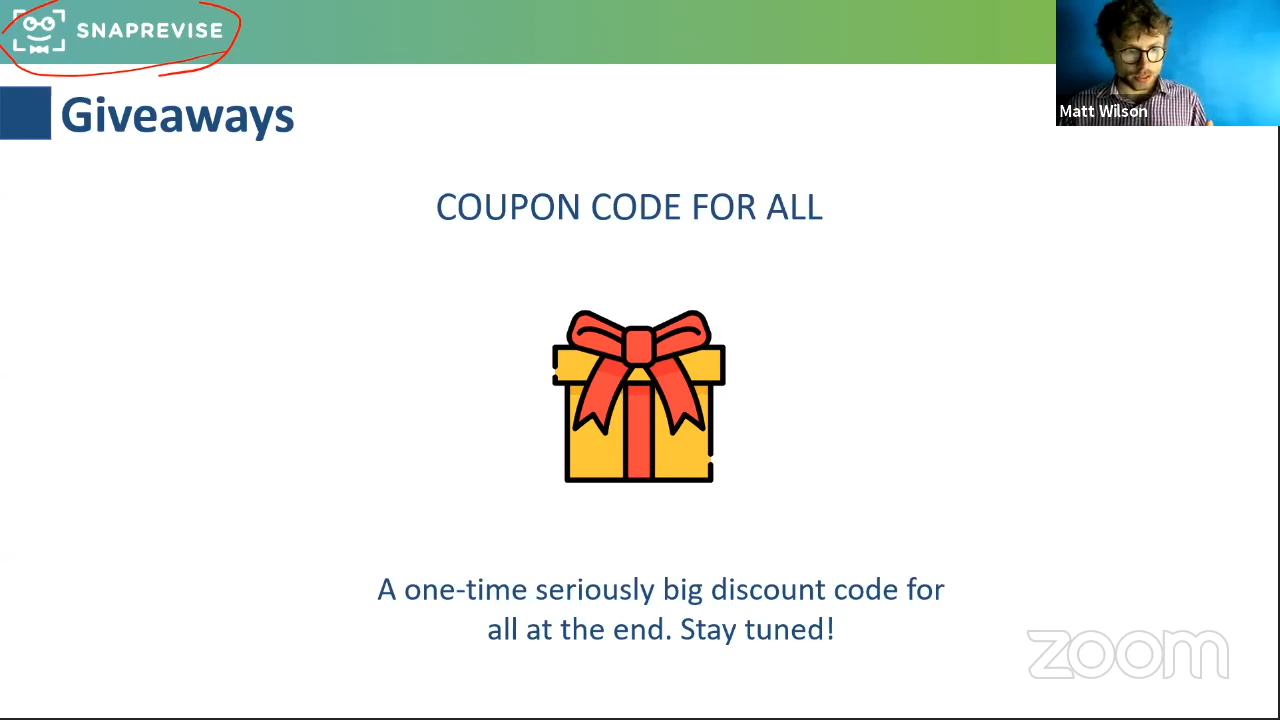 SNAPREVISE
Matt Wilson
Giveaways
COUPON CODE FOR ALL
A one-time seriously big discount code for
all at the end. Stay tuned!
zoom